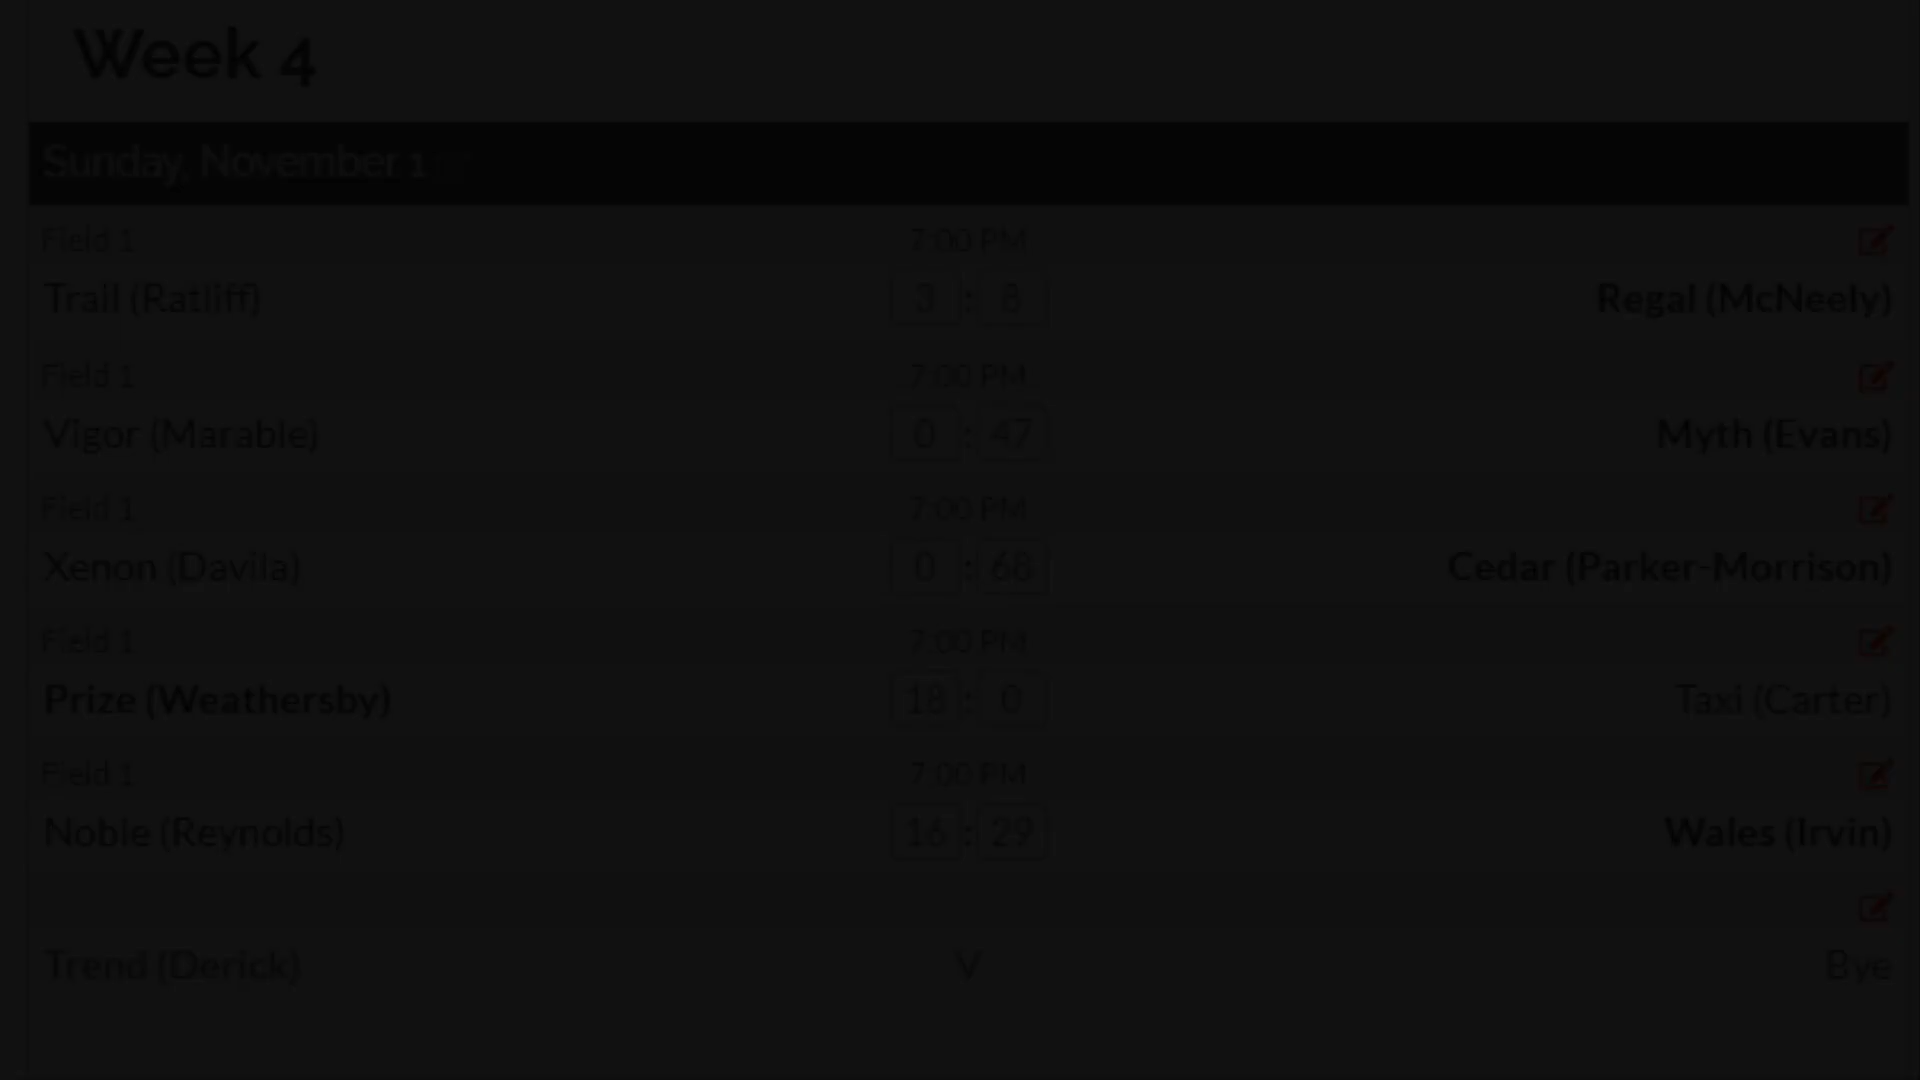 Week 4
Sunday, November 1
Field 1 7:00 PM
Trail (Ratliff) 3 : 8 Regal (McNeely)
Field 1 7:00 PM
Vigor (Marable) 0 : 47 Myth (Evans)
Field 1 7:00 PM
Xenon (Davila) 0 : 68 Cedar (Parker-Morrison)
Field 1 7:00 PM
Prize (Weathersby) 18 : 0 Taxi (Carter)
Field 1 7:00 PM
Noble (Reynolds) 16 : 29 Wales (Irvin)
Trend (Derick) V Bye